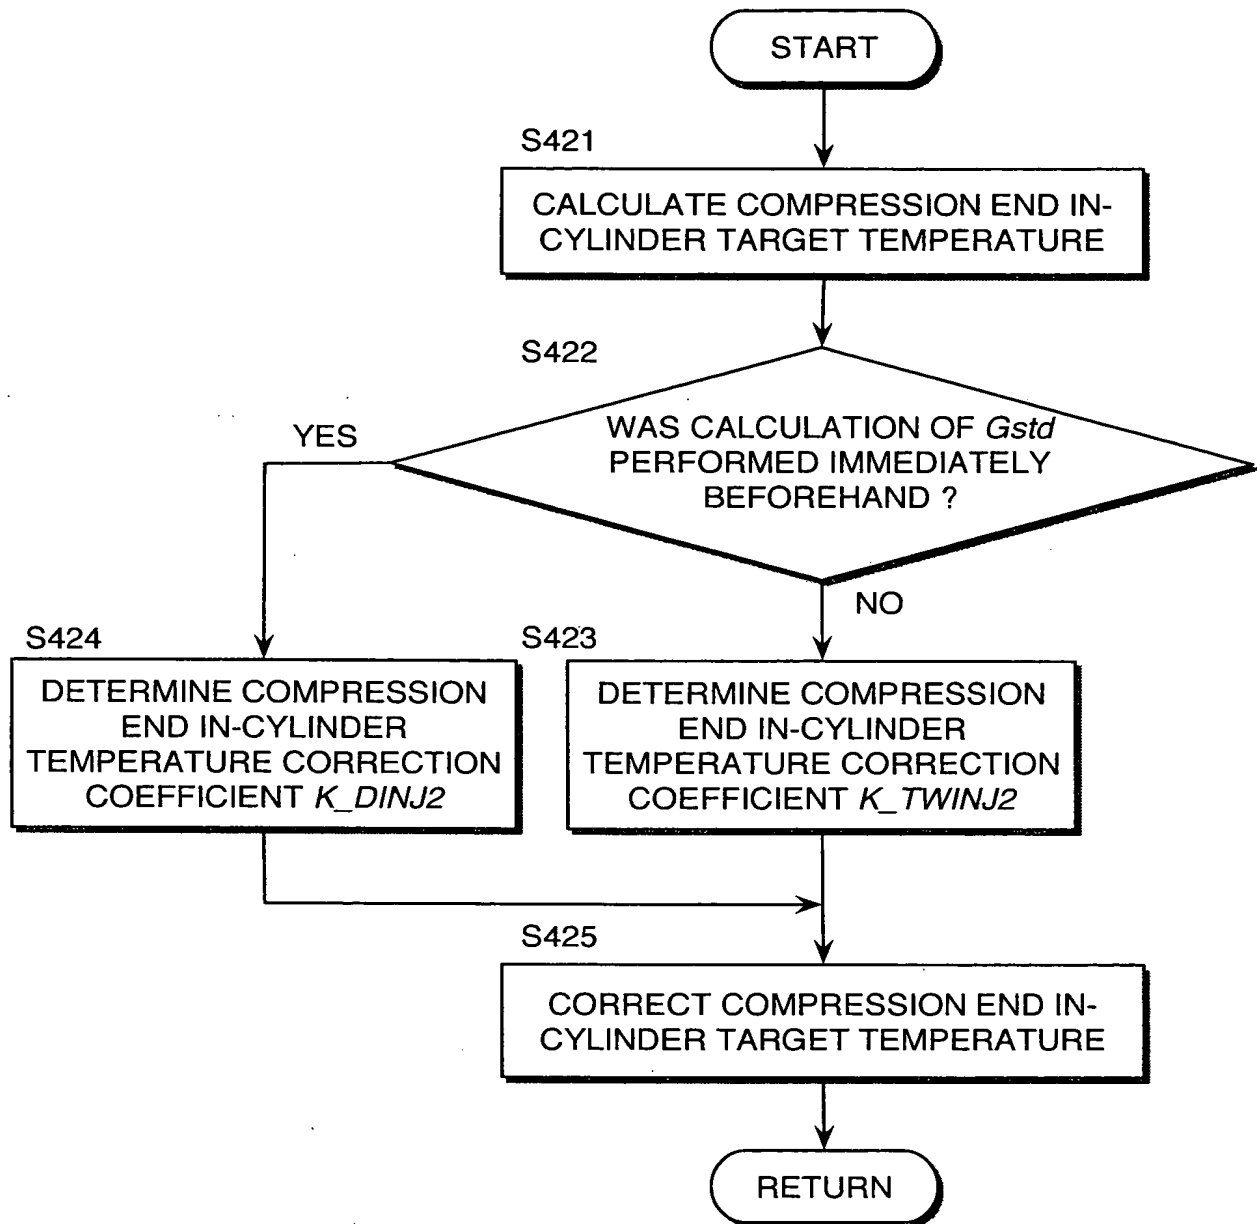 START
S421
CALCULATE COMPRESSION END IN-
CYLINDER TARGET TEMPERATURE
S422
WAS CALCULATION OF Gstd
PERFORMED IMMEDIATELY
BEFOREHAND ?
YES
NO
S424
DETERMINE COMPRESSION
END IN-CYLINDER
TEMPERATURE CORRECTION
COEFFICIENT K_DINJ2
S423
DETERMINE COMPRESSION
END IN-CYLINDER
TEMPERATURE CORRECTION
COEFFICIENT K_TWINJ2
S425
CORRECT COMPRESSION END IN-
CYLINDER TARGET TEMPERATURE
RETURN